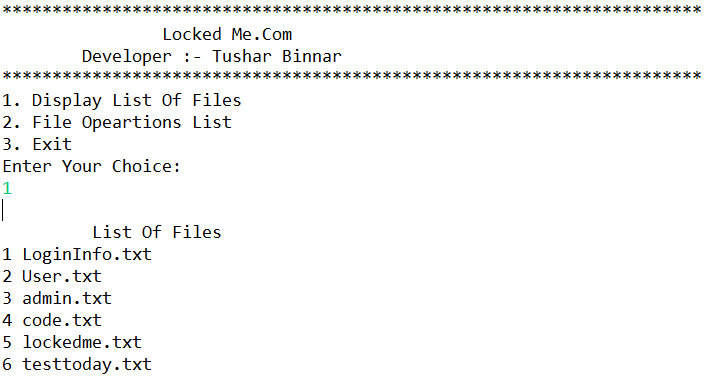 **********************************************************************
Locked Me.Com
Developer :- Tushar Binnar
**********************************************************************
1. Display List Of Files
2. File Opeartions List
3. Exit
Enter Your Choice:
1
List Of Files
1 LoginInfo.txt
2 User.txt
3 admin.txt
4 code.txt
5 lockedme.txt
6 testtoday.txt